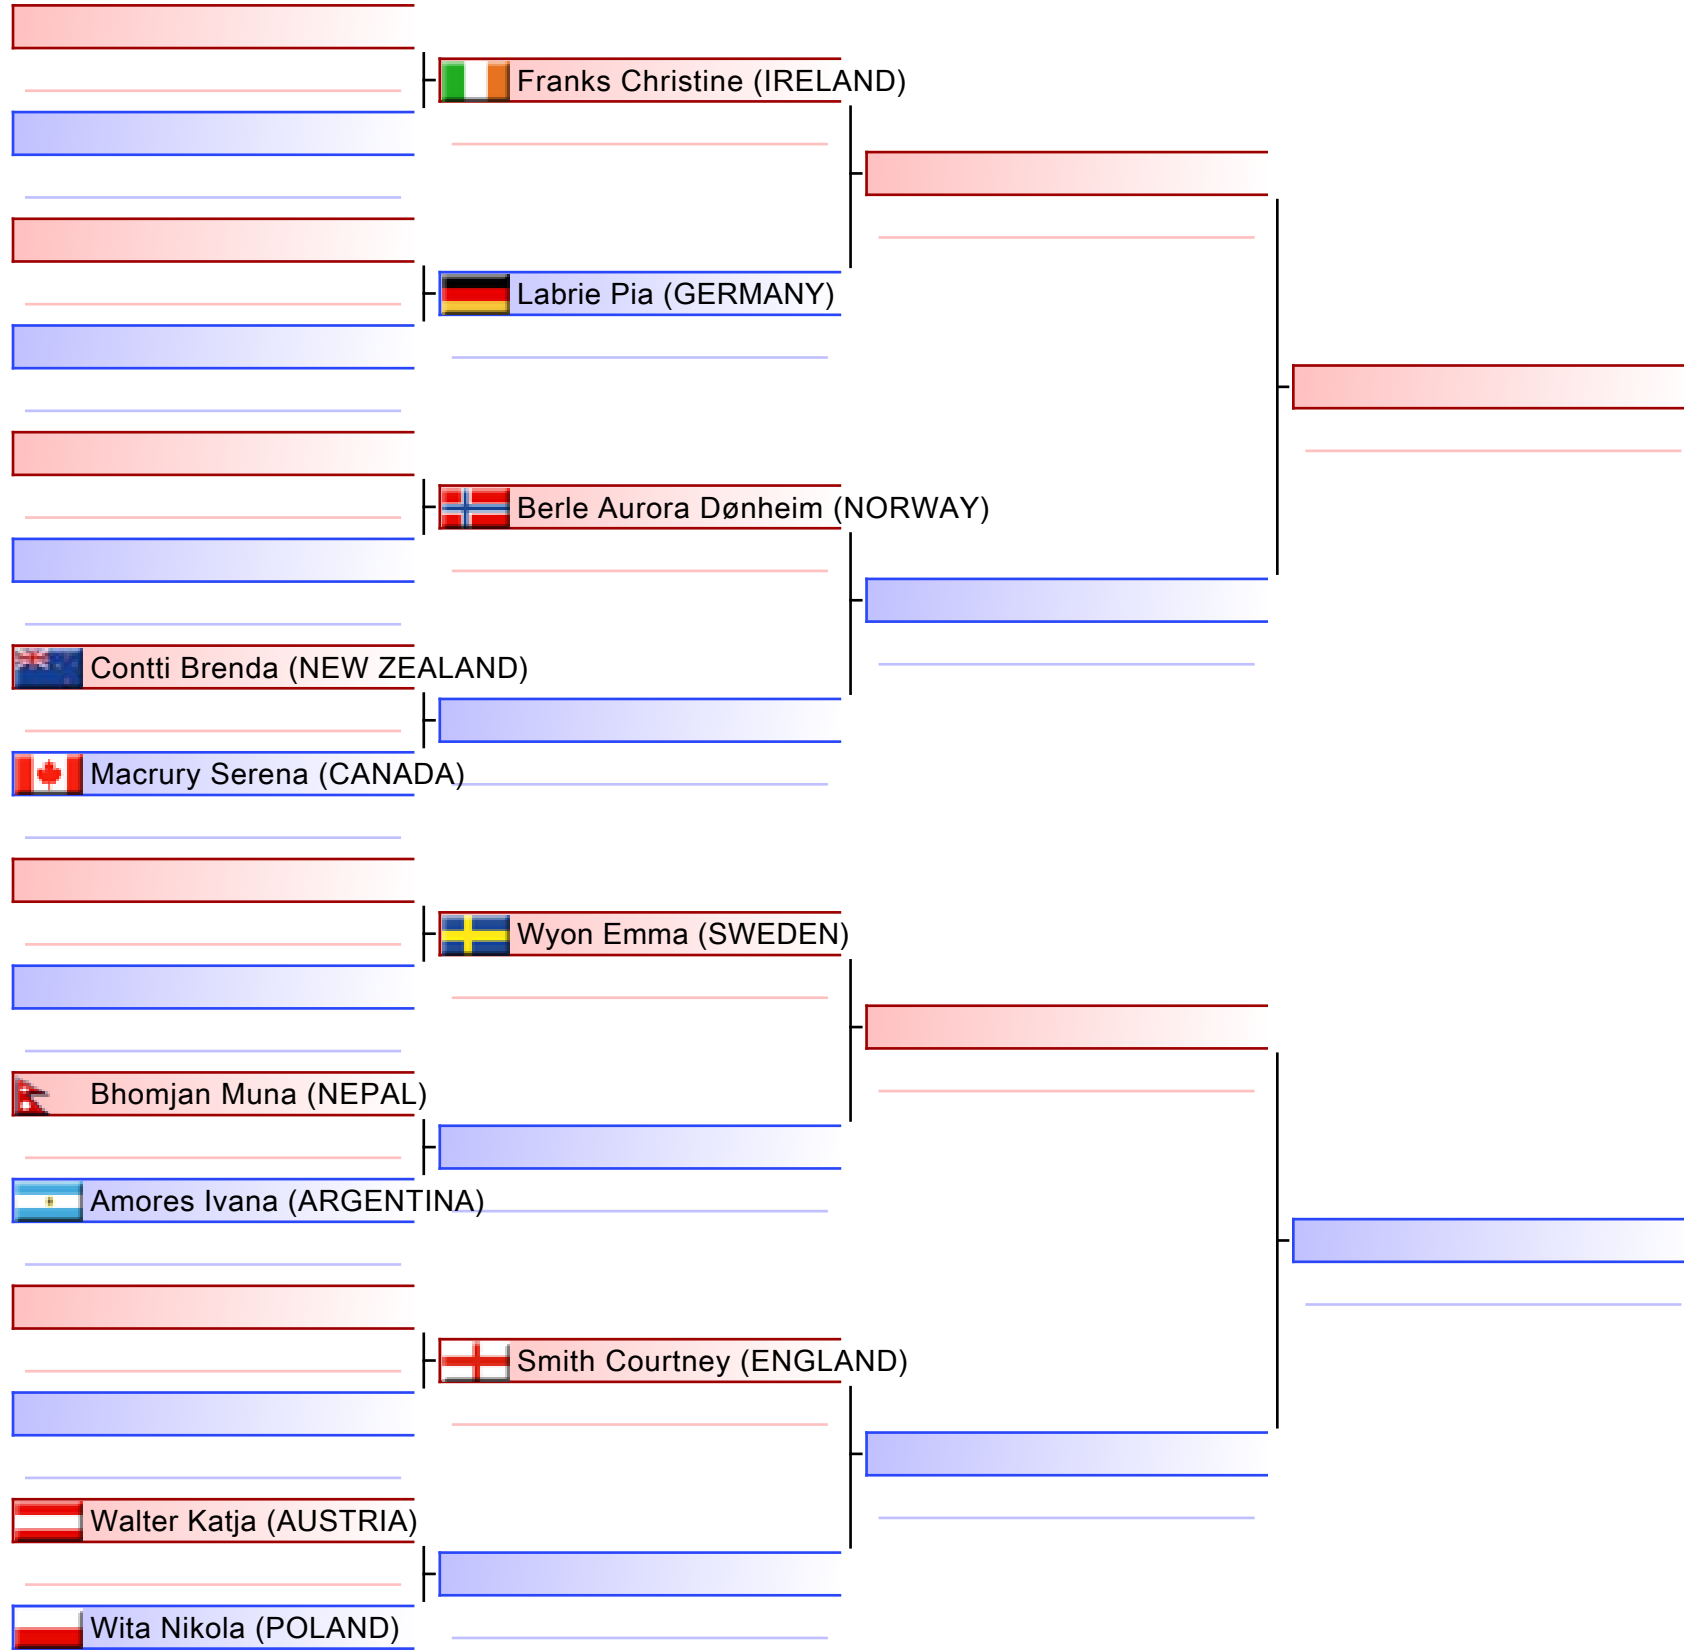 Franks Christine (IRELAND)
Labrie Pia (GERMANY)
Berle Aurora Dønheim (NORWAY)
Contti Brenda (NEW ZEALAND)
Macrury Serena (CANADA)
Wyon Emma (SWEDEN)
Bhomjan Muna (NEPAL)
Amores Ivana (ARGENTINA)
Smith Courtney (ENGLAND)
Walter Katja (AUSTRIA)
Wita Nikola (POLAND)